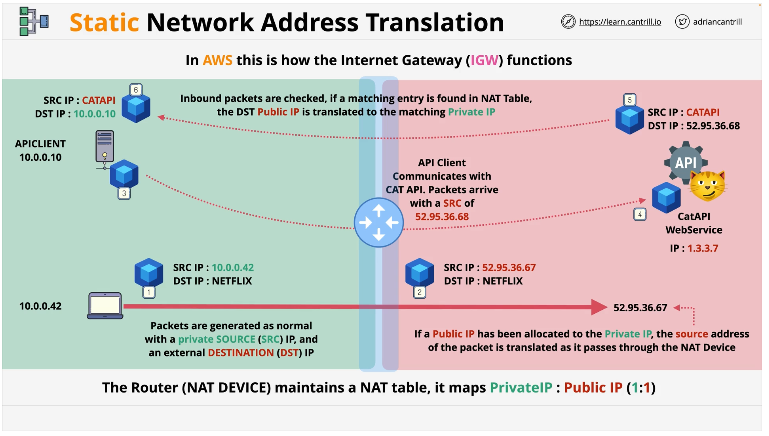 Static Network Address Translation
https://learn.cantrill.io
adriancantrill
In AWS this is how the Internet Gateway (IGW) functions
6
SRC IP : CATAPI
DST IP : 10.0.0.10
Inbound packets are checked, if a matching entry is found in NAT Table,
the DST Public IP is translated to the matching Private IP
5
SRC IP : CATAPI
DST IP : 52.95.36.68
APICLIENT
10.0.0.10
3
API Client
Communicates with
CAT API. Packets arrive
with a SRC of
52.95.36.68
API
4
CatAPI
WebService
IP : 1.3.3.7
1
SRC IP : 10.0.0.42
DST IP : NETFLIX
2
SRC IP : 52.95.36.67
DST IP : NETFLIX
10.0.0.42
52.95.36.67
Packets are generated as normal
with a private SOURCE (SRC) IP, and
an external DESTINATION (DST) IP
If a Public IP has been allocated to the Private IP, the source address
of the packet is translated as it passes through the NAT Device
The Router (NAT DEVICE) maintains a NAT table, it maps PrivateIP : Public IP (1:1)